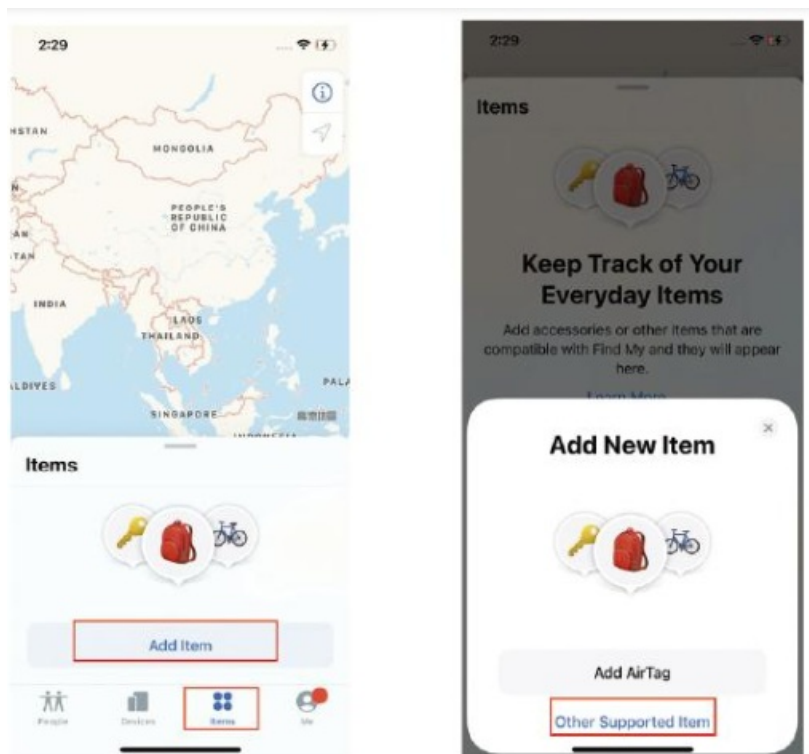 2:29
MONGOLIA
PEOPLE'S
REPUBLIC
OF CHINA
INDIA
LAOS
THAILAND
SINGAPORE
Items
Add Item
People
Devices
Items
Me
2:29
Items
Keep Track of Your
Everyday Items
Add accessories or other items that are
compatible with Find My and they will appear
here.
Learn More
Add New Item
Add AirTag
Other Supported Item